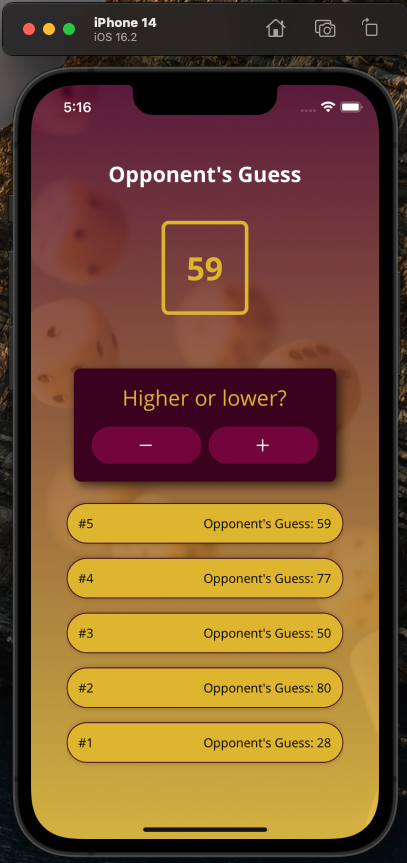 iPhone 14
iOS 16.2
5:16
Opponent's Guess
59
Higher or lower?
− +
#5 Opponent's Guess: 59
#4 Opponent's Guess: 77
#3 Opponent's Guess: 50
#2 Opponent's Guess: 80
#1 Opponent's Guess: 28